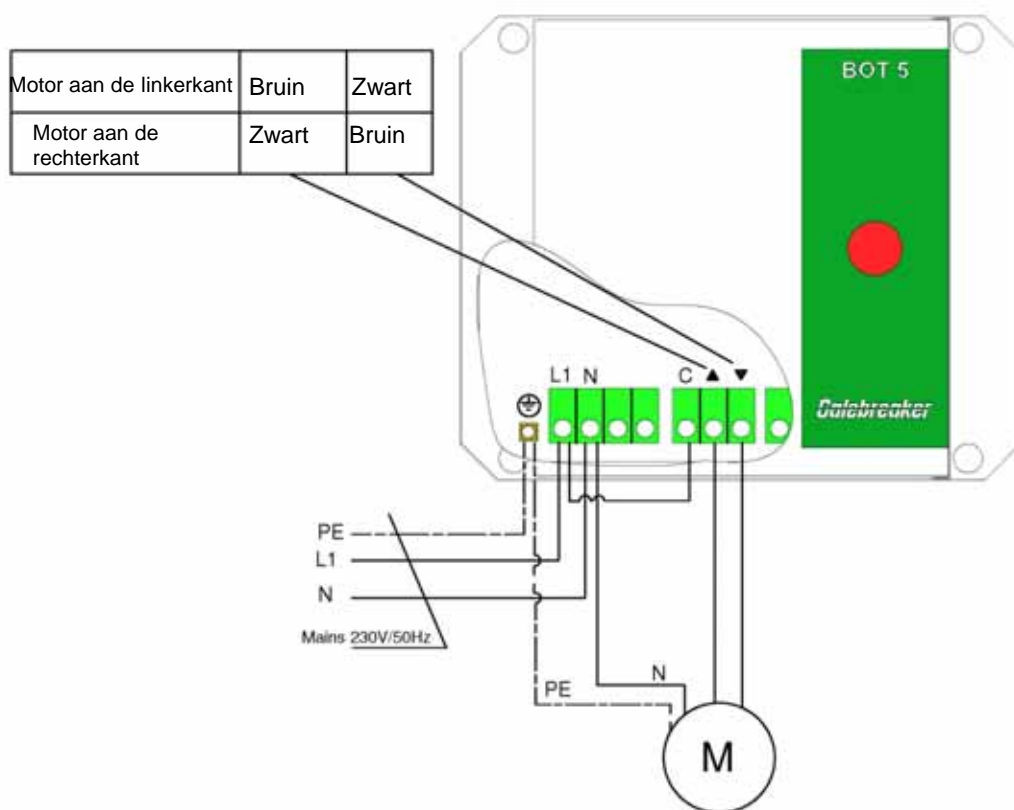 Motor aan de linkerkant Bruin Zwart
Motor aan de
rechterkant
Zwart Bruin
BOT 5
L1 N C ▲ ▼
Galebreaker
PE
L1
N
Mains 230V/50Hz
N
PE
M